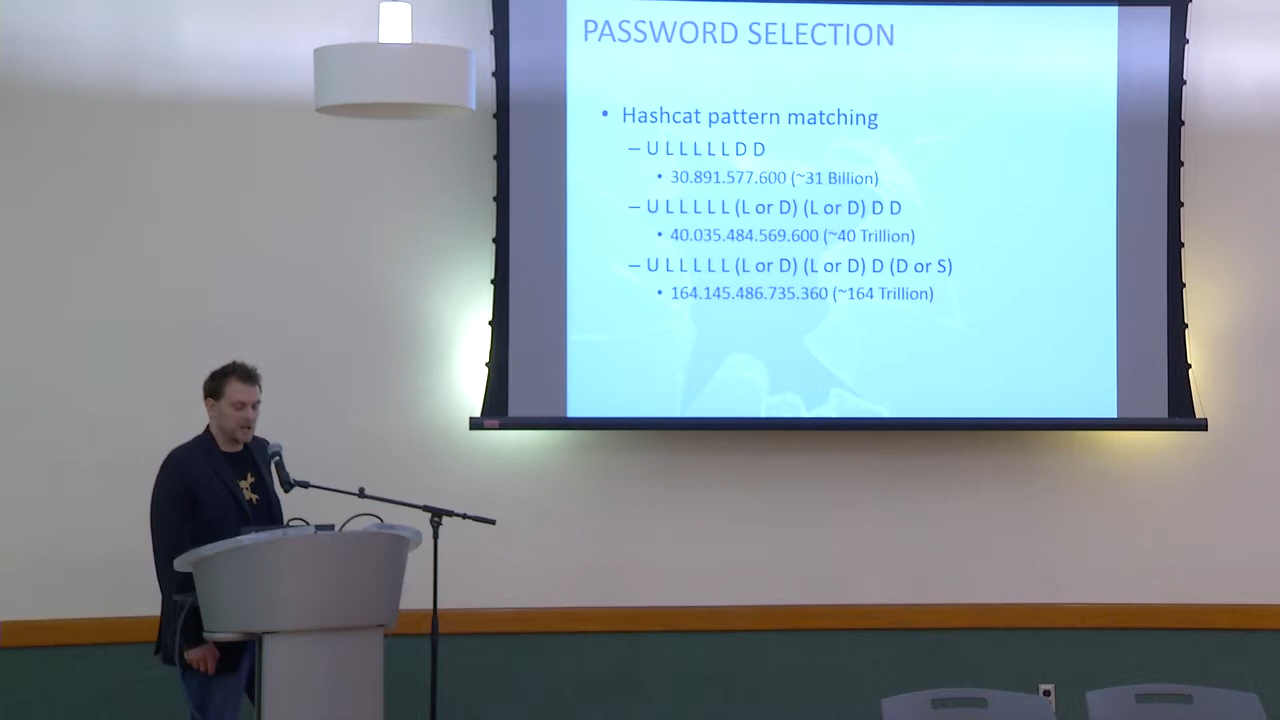 PASSWORD SELECTION
• Hashcat pattern matching
– U L L L L L L D D
• 30.891.577.600 (~31 Billion)
– U L L L L L (L or D) (L or D) D D
• 40.035.484.569.600 (~40 Trillion)
– U L L L L L (L or D) (L or D) D (D or S)
• 164.145.486.735.360 (~164 Trillion)